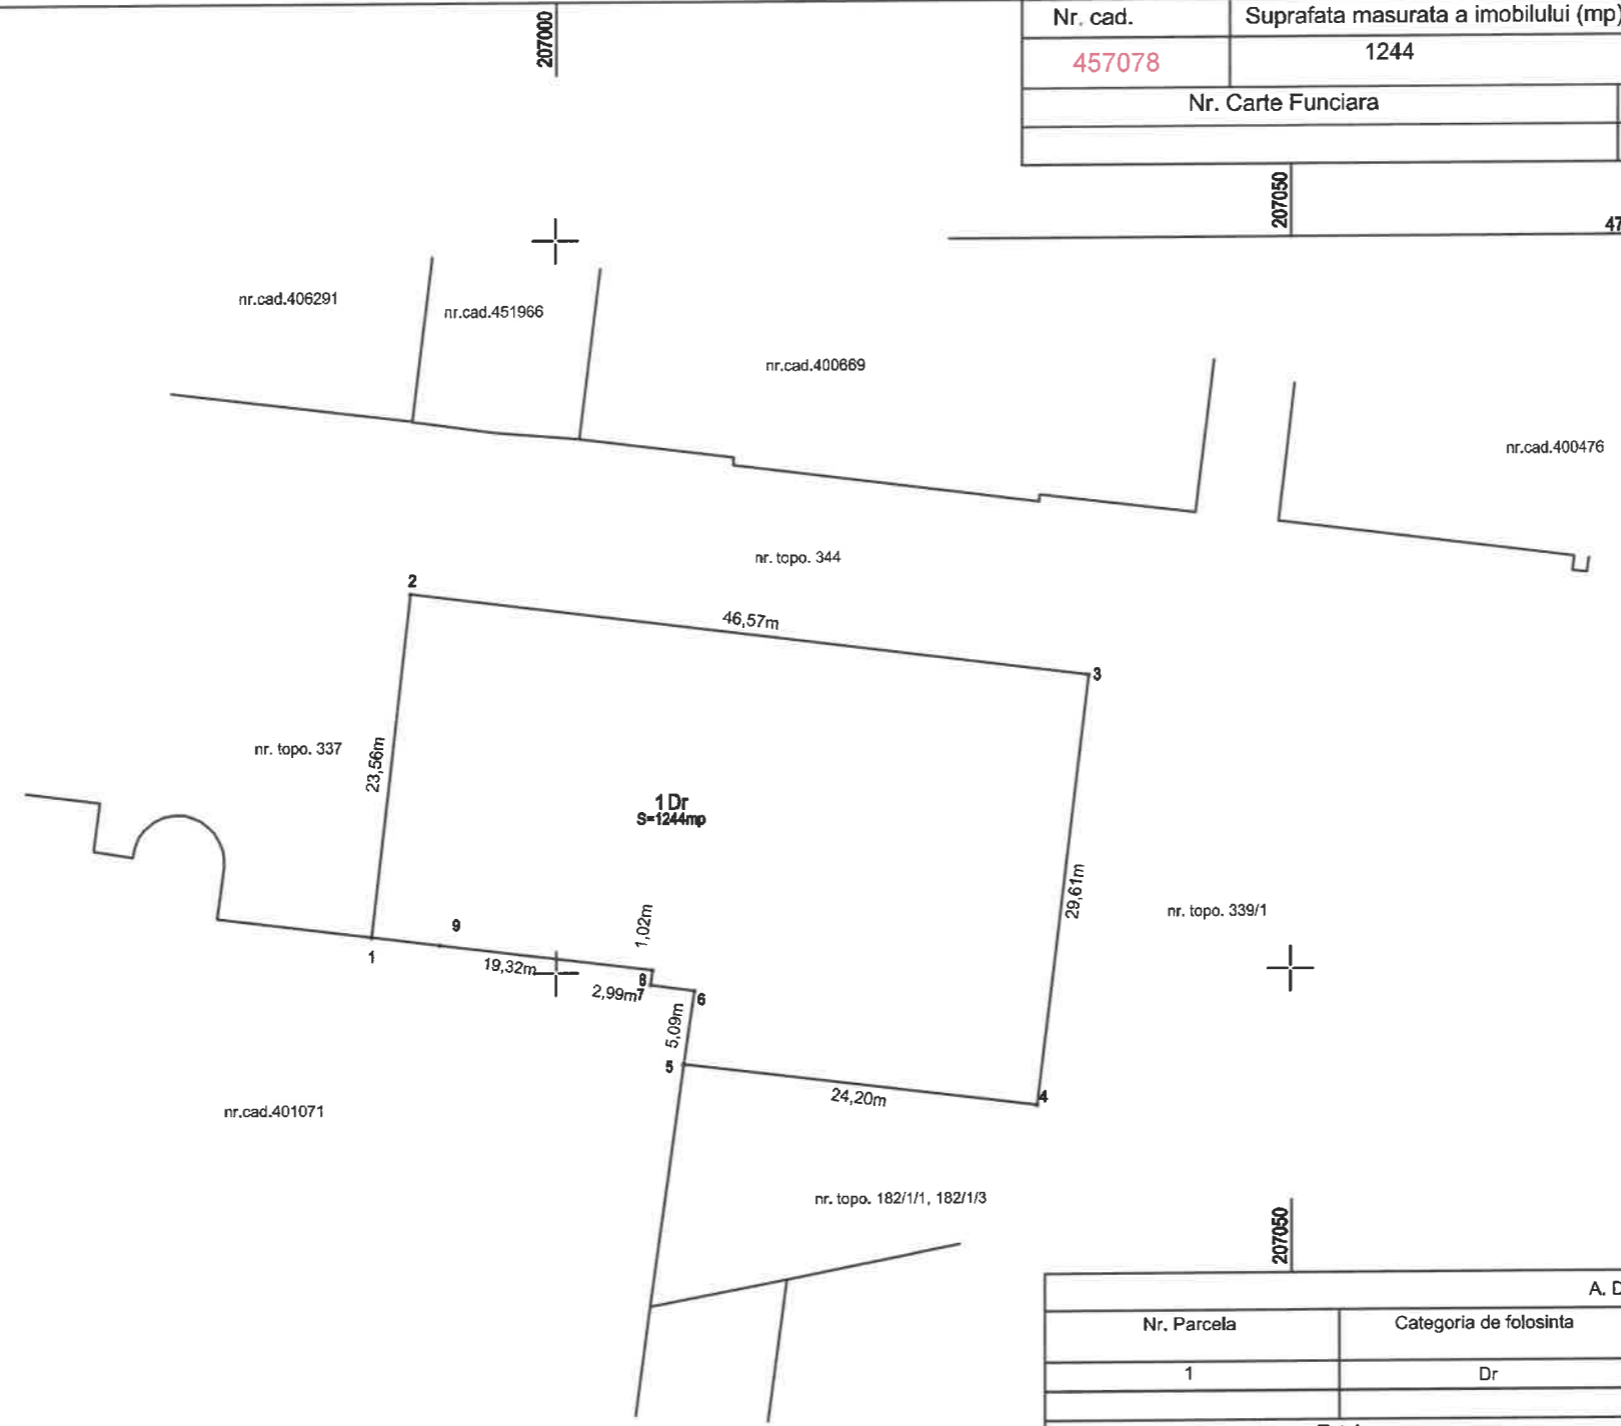 Nr. cad. Suprafata masurata a imobilului (mp)
457078 1244
Nr. Carte Funciara
207000
207050
47
nr.cad.406291
nr.cad.451966
nr.cad.400669
nr.cad.400476
nr. topo. 344
2
46,57m
3
nr. topo. 337
23,56m
1 Dr
S=1244mp
29,61m
nr. topo. 339/1
1,02m
9
1
19,32m
8
2,99m
7
6
5,09m
5
24,20m
4
nr.cad.401071
nr. topo. 182/1/1, 182/1/3
207050
A. D
Nr. Parcela Categoria de folosinta
1 Dr